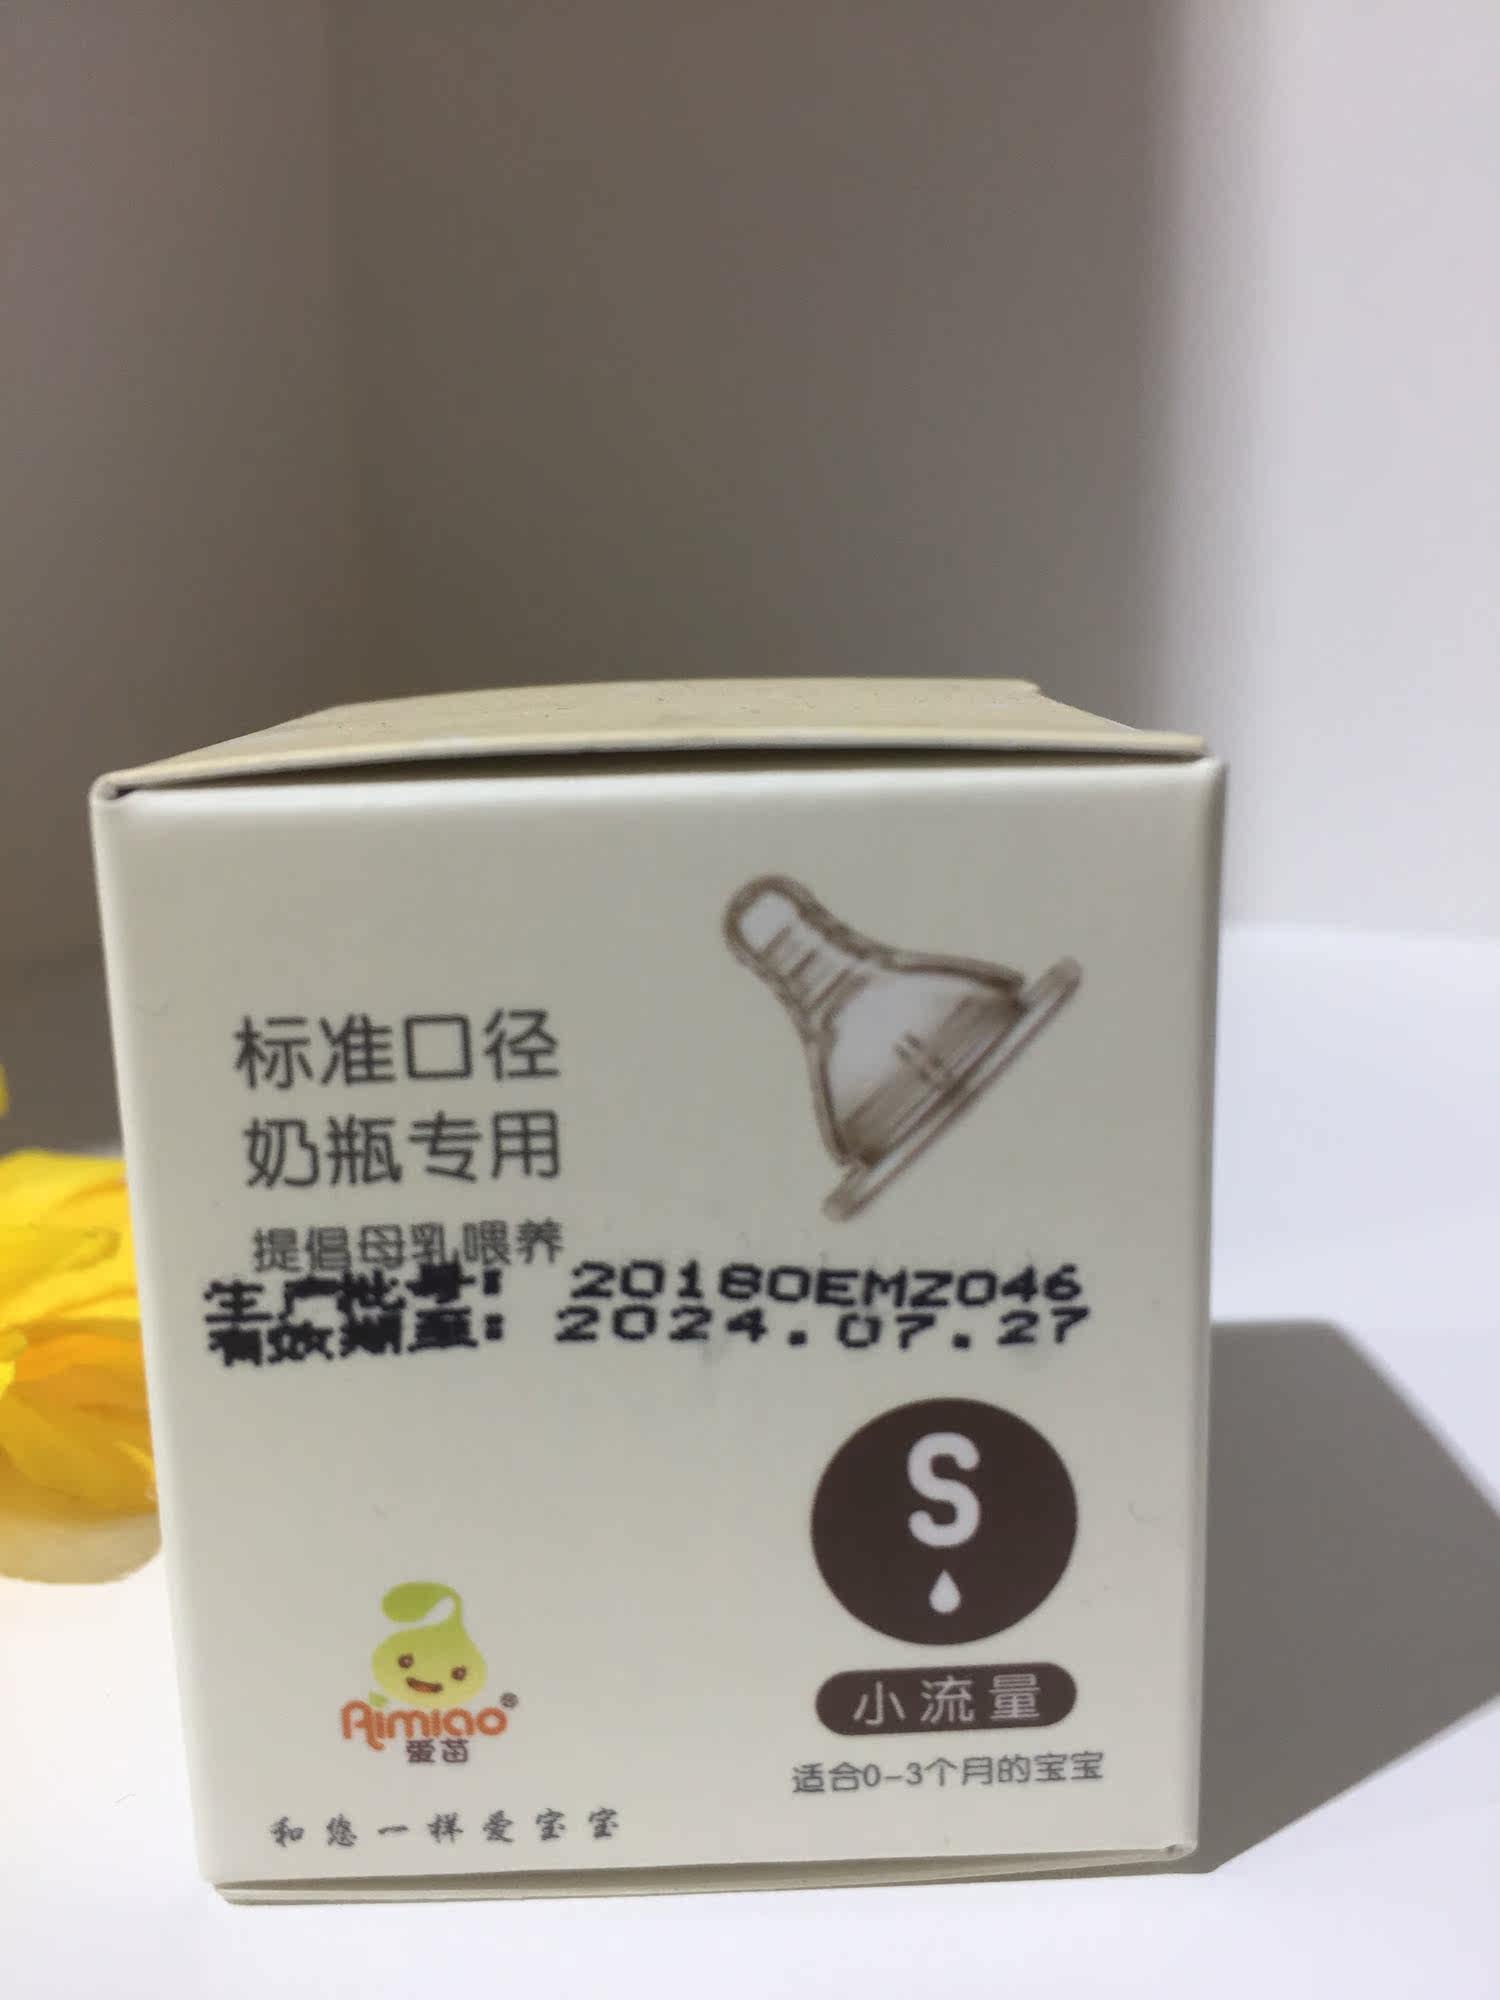 标准口径
奶瓶专用
提倡母乳喂养
生产批号: 20180EMZ046
有效期至: 2024.07.27
S
小流量
适合0-3个月的宝宝
Aimiao®
爱苗
和您一样爱宝宝